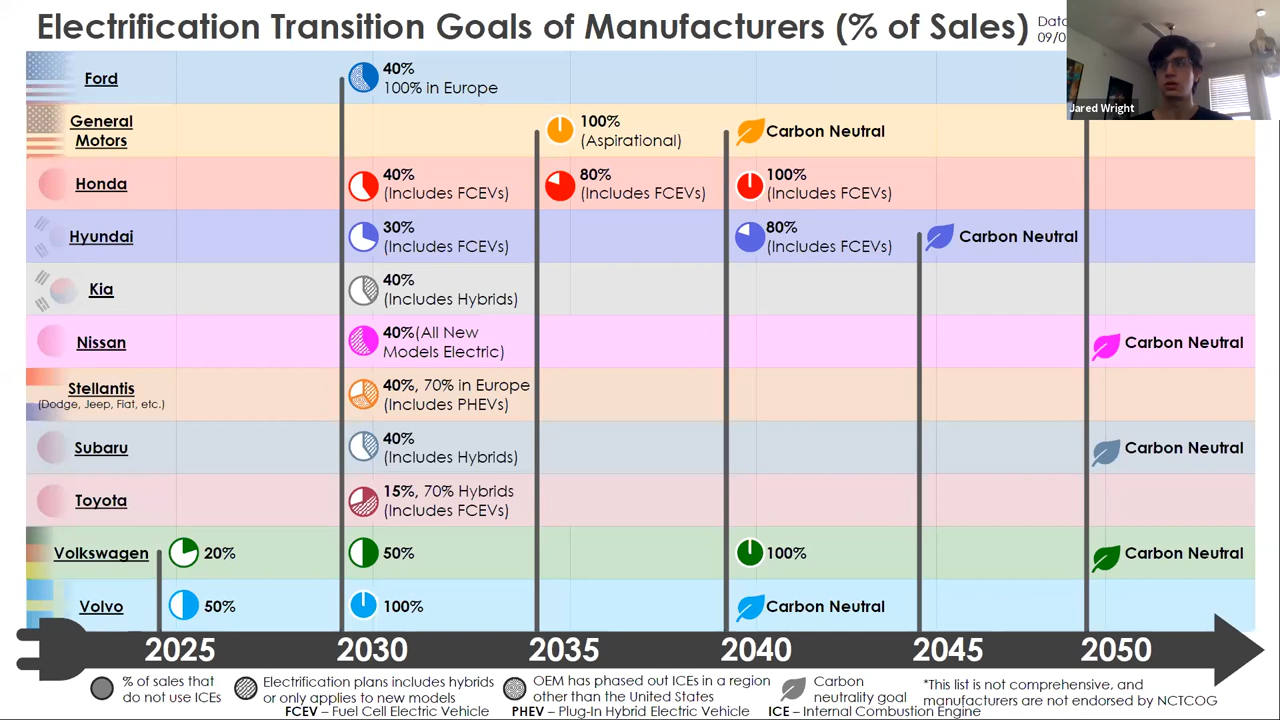 Electrification Transition Goals of Manufacturers (% of Sales)
Jared Wright
Ford
40%
100% in Europe
General
Motors
100%
(Aspirational)
Carbon Neutral
Honda
40%
(Includes FCEVs)
80%
(Includes FCEVs)
100%
(Includes FCEVs)
Hyundai
30%
(Includes FCEVs)
80%
(Includes FCEVs)
Carbon Neutral
Kia
40%
(Includes Hybrids)
Nissan
40%(All New
Models Electric)
Carbon Neutral
Stellantis
(Dodge, Jeep, Fiat, etc.)
40%, 70% in Europe
(Includes PHEVs)
Subaru
40%
(Includes Hybrids)
Carbon Neutral
Toyota
15%, 70% Hybrids
(Includes FCEVs)
Volkswagen
20%
50%
100%
Carbon Neutral
Volvo
50%
100%
Carbon Neutral
2025 2030 2035 2040 2045 2050
% of sales that
do not use ICEs
Electrification plans includes hybrids
or only applies to new models
OEM has phased out ICEs in a region
other than the United States
Carbon
neutrality goal
*This list is not comprehensive, and
manufacturers are not endorsed by NCTCOG
FCEV – Fuel Cell Electric Vehicle PHEV – Plug-In Hybrid Electric Vehicle ICE – Internal Combustion Engine